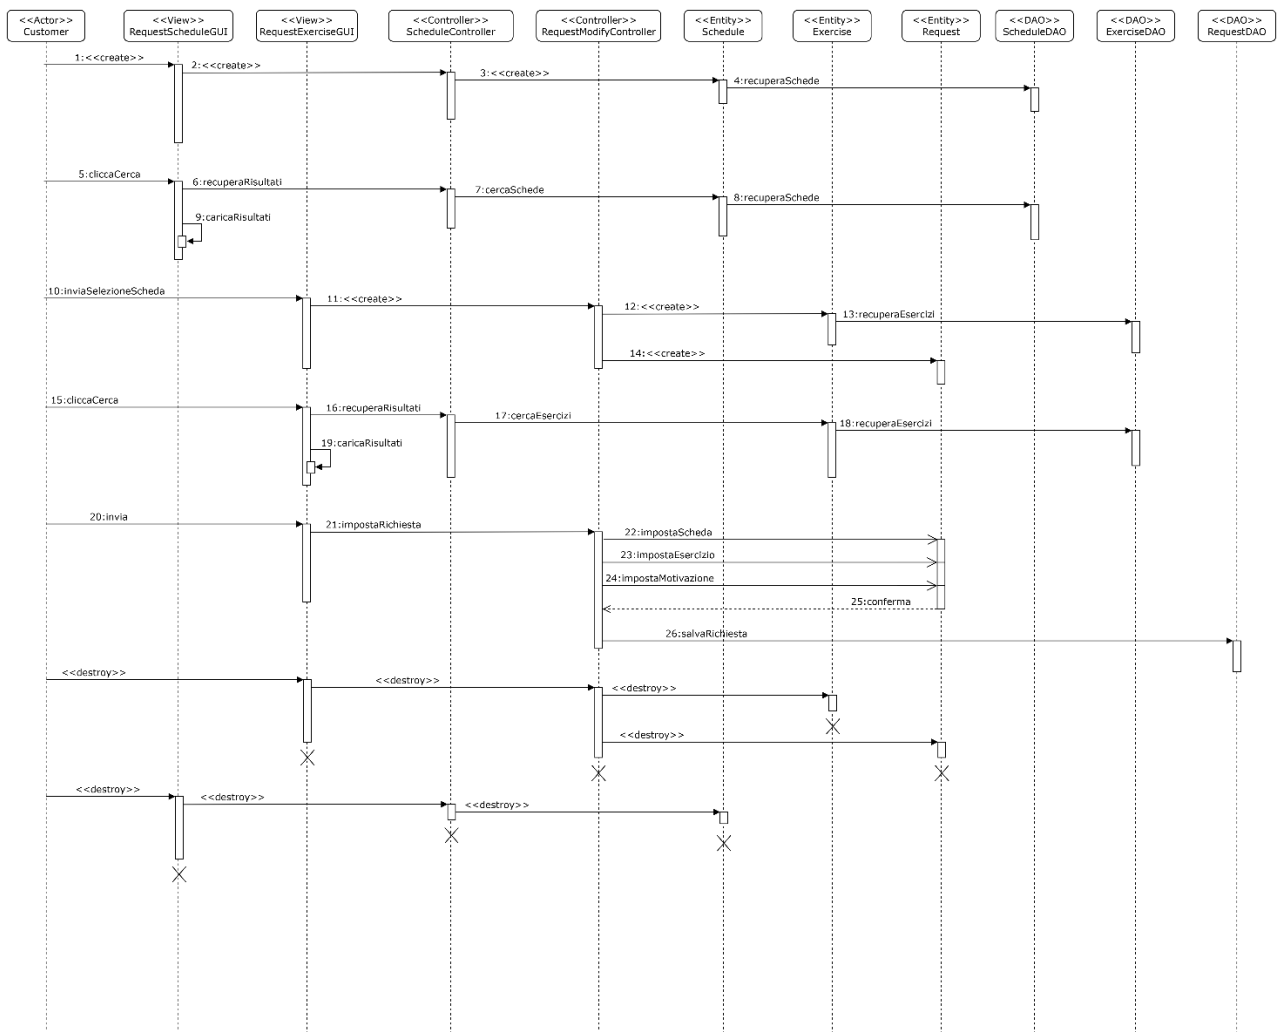 <<Actor>>
Customer
<<View>>
RequestScheduleGUI
<<View>>
RequestExerciseGUI
<<Controller>>
ScheduleController
<<Controller>>
RequestModifyController
<<Entity>>
Schedule
<<Entity>>
Exercise
<<Entity>>
Request
<<DAO>>
ScheduleDAO
<<DAO>>
ExerciseDAO
<<DAO>>
RequestDAO
1:<<create>>
2:<<create>>
3:<<create>>
4:recuperaSchede
5:cliccaCerca
6:recuperaRisultati
7:cercaSchede
8:recuperaSchede
9:caricaRisultati
10:inviaSelezioneScheda
11:<<create>>
12:<<create>>
13:recuperaEsercizi
14:<<create>>
15:cliccaCerca
16:recuperaRisultati
17:cercaEsercizi
18:recuperaEsercizi
19:caricaRisultati
20:invia
21:impostaRichiesta
22:impostaScheda
23:impostaEsercizio
24:impostaMotivazione
25:conferma
26:salvaRichiesta
<<destroy>>
<<destroy>>
<<destroy>>
<<destroy>>
<<destroy>>
<<destroy>>
<<destroy>>